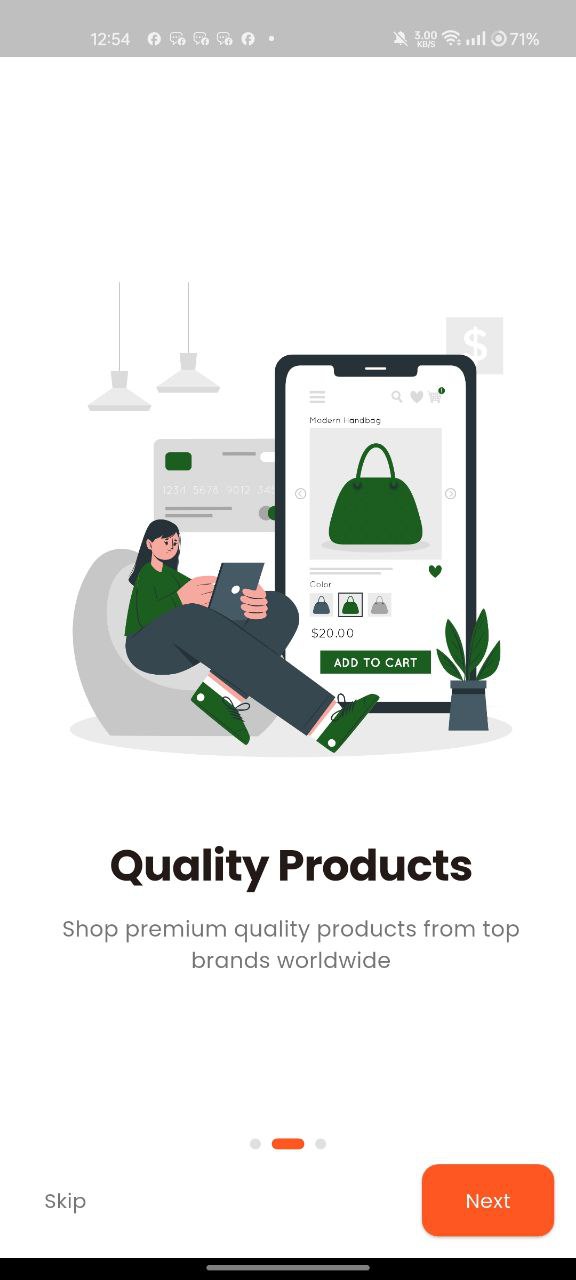 12:54
3.00
KB/S
71%
$
Modern Handbag
1234 5678 9012 345
Color
$20.00
ADD TO CART
Quality Products
Shop premium quality products from top
brands worldwide
Skip
Next